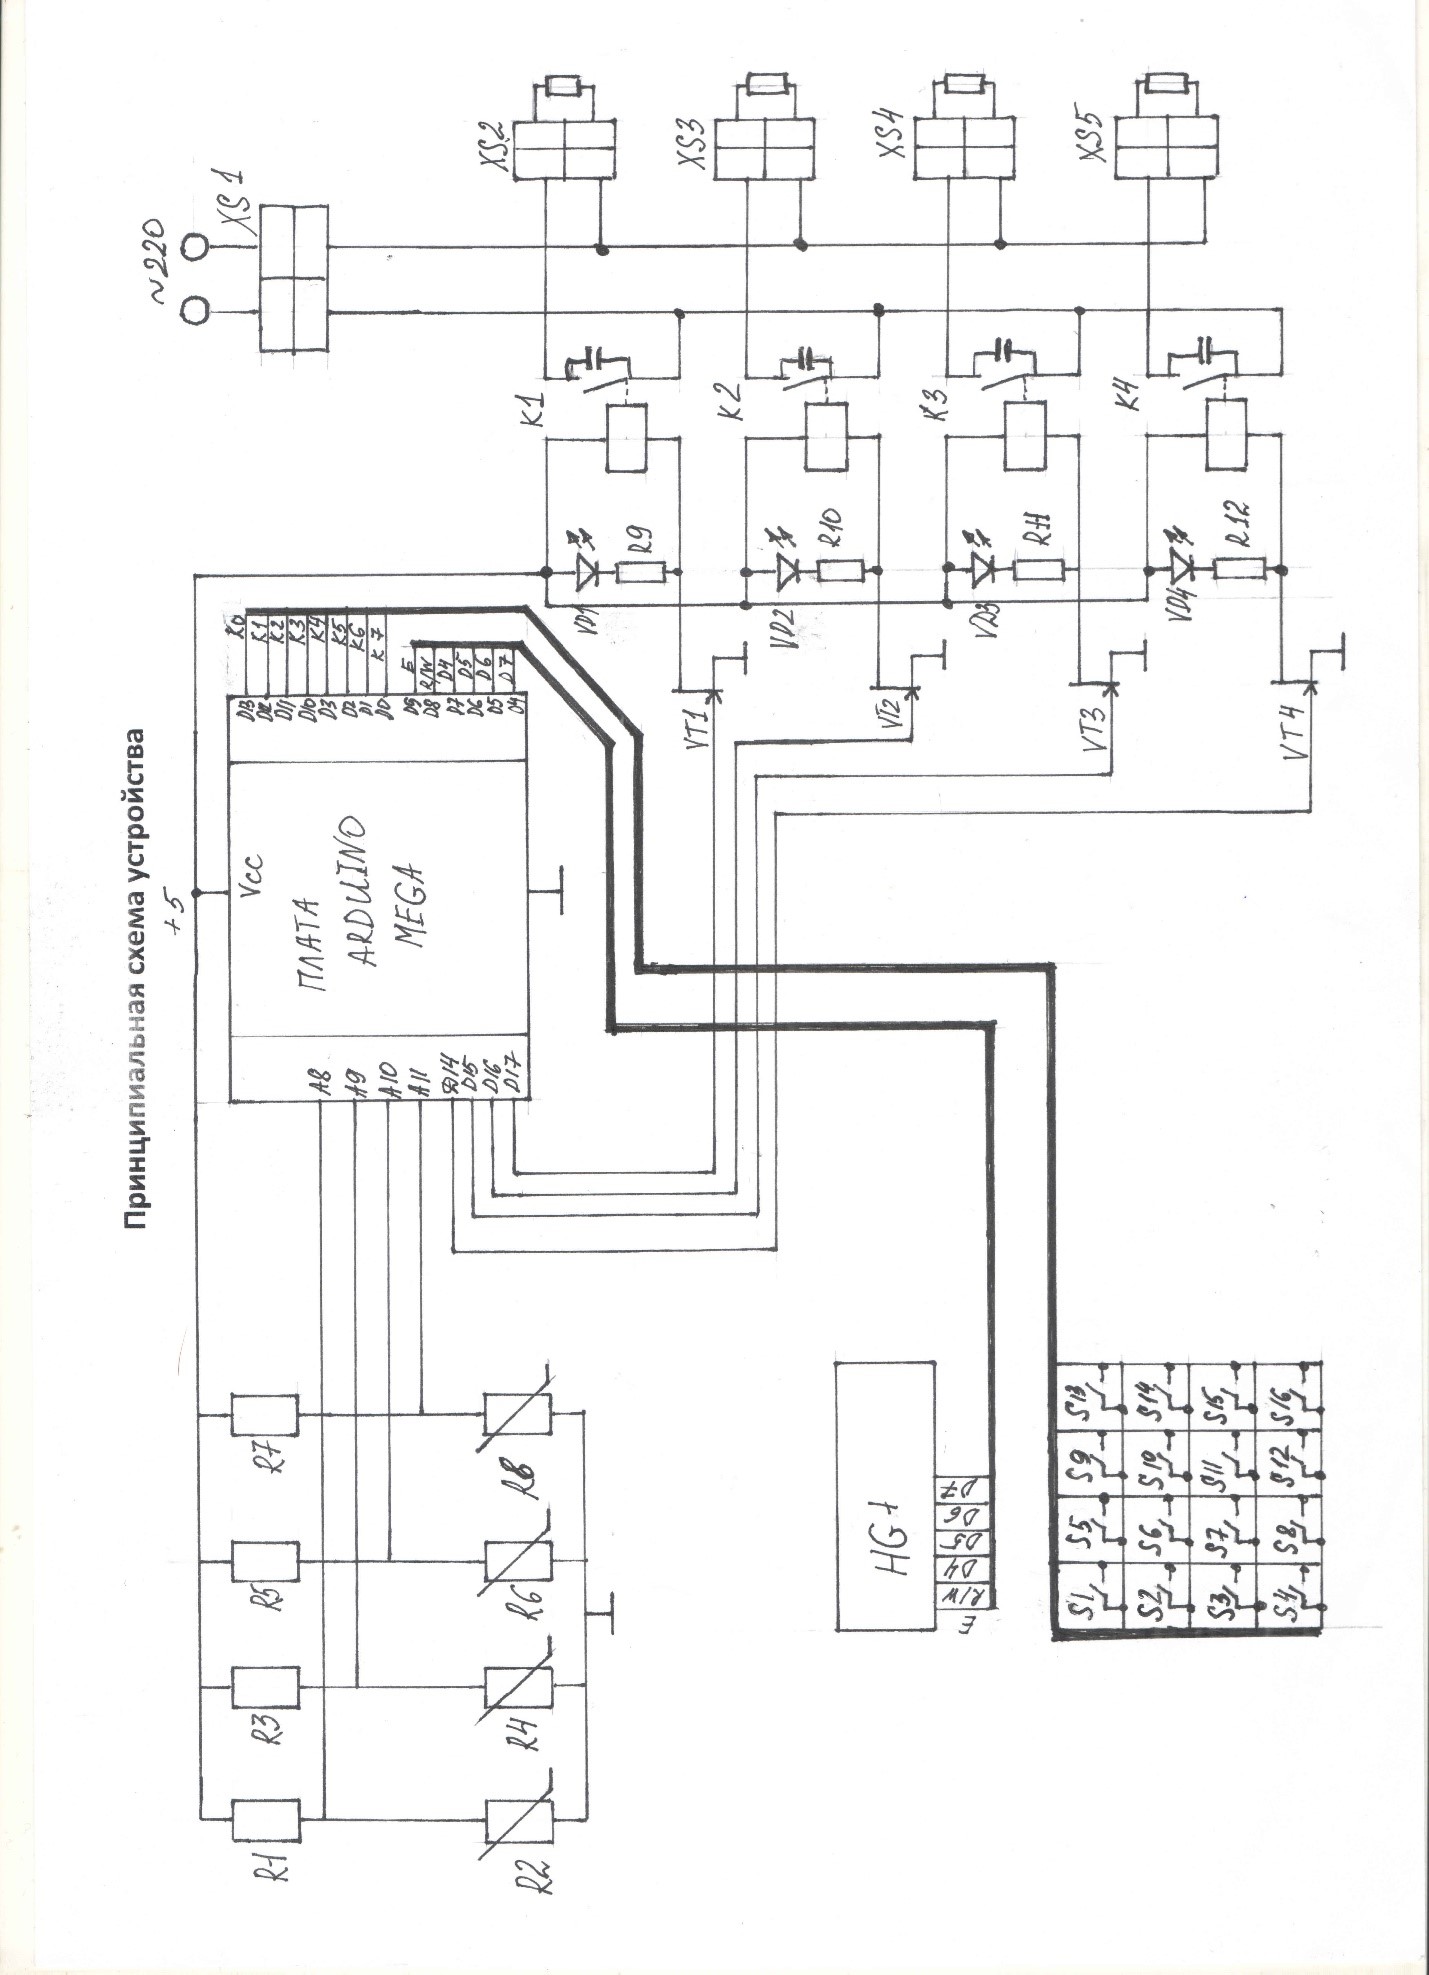 Принципиальная схема устройства
~220
+5
XS1
Vcc
R1
R3
R5
R7
ПЛАТА
ARDUINO
MEGA
A8
A9
A10
A11
D14
D15
D16
D17
D13 K0
D12 K1
D11 K2
D10 K3
D3 K4
D2 K5
D1 K6
D0 K7
D9 E
D8 R/W
D7 D4
D6 D5
D5 D6
D4 D7
R2
R4
R6
R8
XS2
K1
VD1
R9
VT1
XS3
K2
VD2
R10
VT2
XS4
K3
VD3
R11
VT3
XS5
K4
VD4
R12
VT4
HG1
E R/W D4 D5 D6 D7
S1 S5 S9 S13
S2 S6 S10 S14
S3 S7 S11 S15
S4 S8 S12 S16